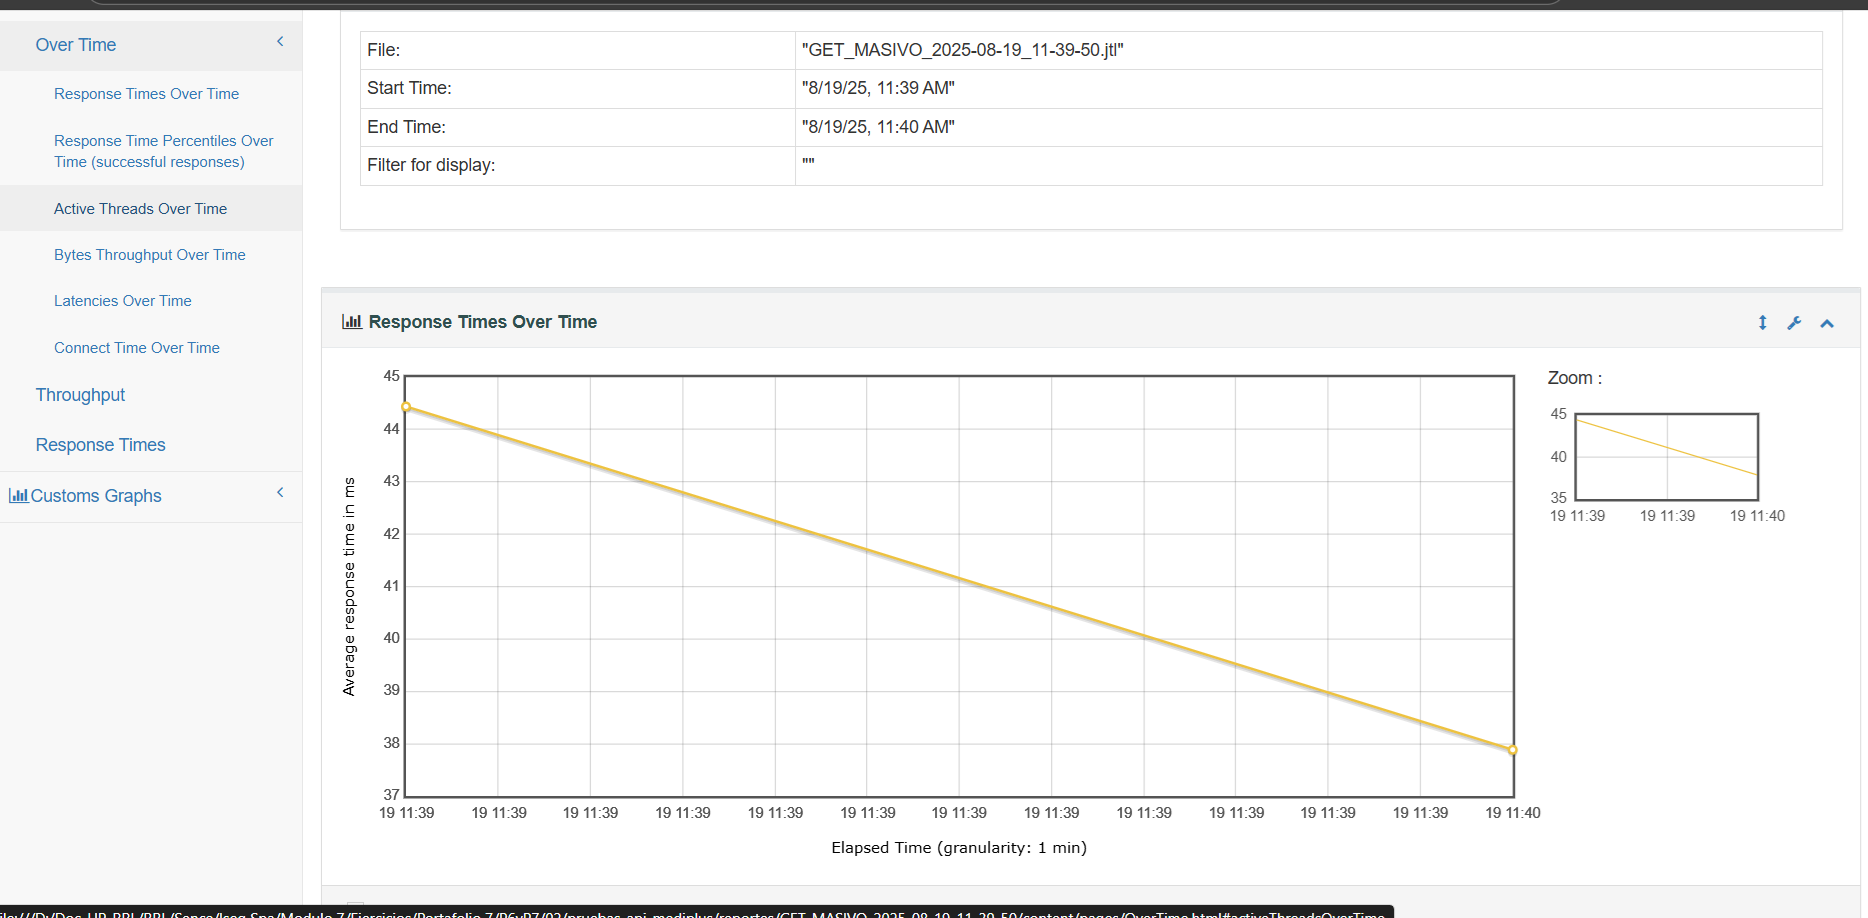 Over Time
Response Times Over Time
Response Time Percentiles Over
Time (successful responses)
Active Threads Over Time
Bytes Throughput Over Time
Latencies Over Time
Connect Time Over Time
Throughput
Response Times
Customs Graphs
File: "GET_MASIVO_2025-08-19_11-39-50.jtl"
Start Time: "8/19/25, 11:39 AM"
End Time: "8/19/25, 11:40 AM"
Filter for display: ""
Response Times Over Time
45
44
43
42
41
40
39
38
37
Average response time in ms
19 11:39 19 11:39 19 11:39 19 11:39 19 11:39 19 11:39 19 11:39 19 11:39 19 11:39 19 11:39 19 11:39 19 11:39 19 11:40
Elapsed Time (granularity: 1 min)
Zoom :
45
40
35
19 11:39 19 11:39 19 11:40